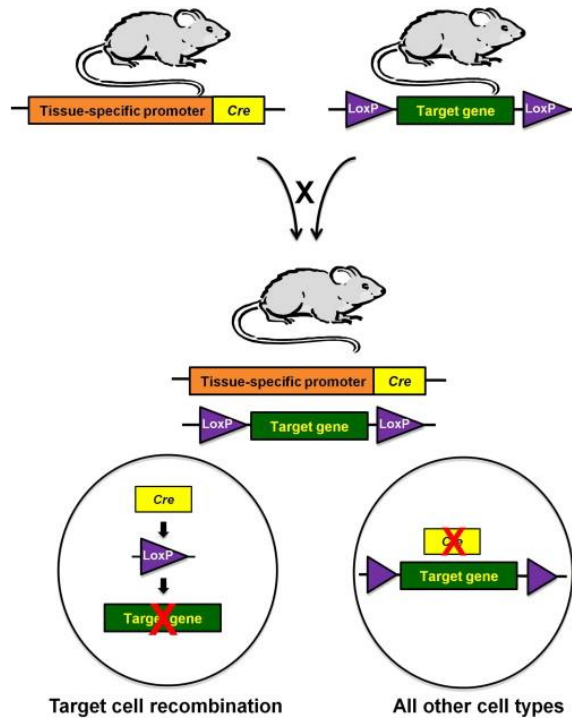 Tissue-specific promoter Cre
LoxP Target gene LoxP
X
Tissue-specific promoter Cre
LoxP Target gene LoxP
Cre
LoxP
Target gene
Cre
Target gene
Target cell recombination
All other cell types